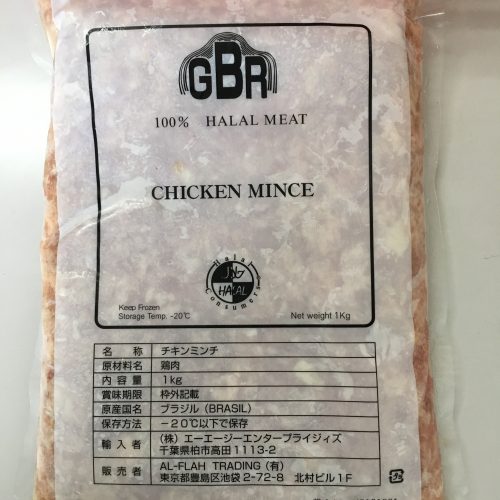 GBR
100% HALAL MEAT
CHICKEN MINCE
Halal
HALAL
Consumers
Keep Frozen
Storage Temp. -20℃
Net weight 1Kg
名 称 チキンミンチ
原材料名 鶏肉
内 容 量 1kg
賞味期限 枠外記載
原産国名 ブラジル (BRASIL)
保存方法 －20℃以下で保存
輸 入 者 (株) エーエージーエンタープライジィズ
千葉県柏市高田1113-2
販 売 者 AL-FLAH TRADING (有)
東京都豊島区池袋2-72-8 北村ビル1F
プラ